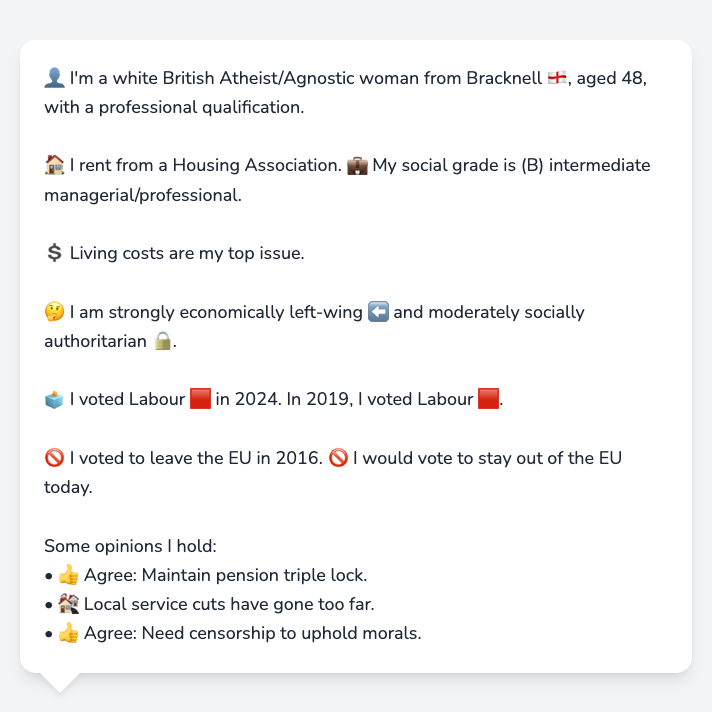 👤 I'm a white British Atheist/Agnostic woman from Bracknell 🏴󠁧󠁢󠁥󠁮󠁧󠁿, aged 48,
with a professional qualification.
🏠 I rent from a Housing Association. 💼 My social grade is (B) intermediate
managerial/professional.
💲 Living costs are my top issue.
🤔 I am strongly economically left-wing ⬅️ and moderately socially
authoritarian 🔒.
🗳️ I voted Labour 🟥 in 2024. In 2019, I voted Labour 🟥.
🚫 I voted to leave the EU in 2016. 🚫 I would vote to stay out of the EU
today.
Some opinions I hold:
• 👍 Agree: Maintain pension triple lock.
• 🏚️ Local service cuts have gone too far.
• 👍 Agree: Need censorship to uphold morals.